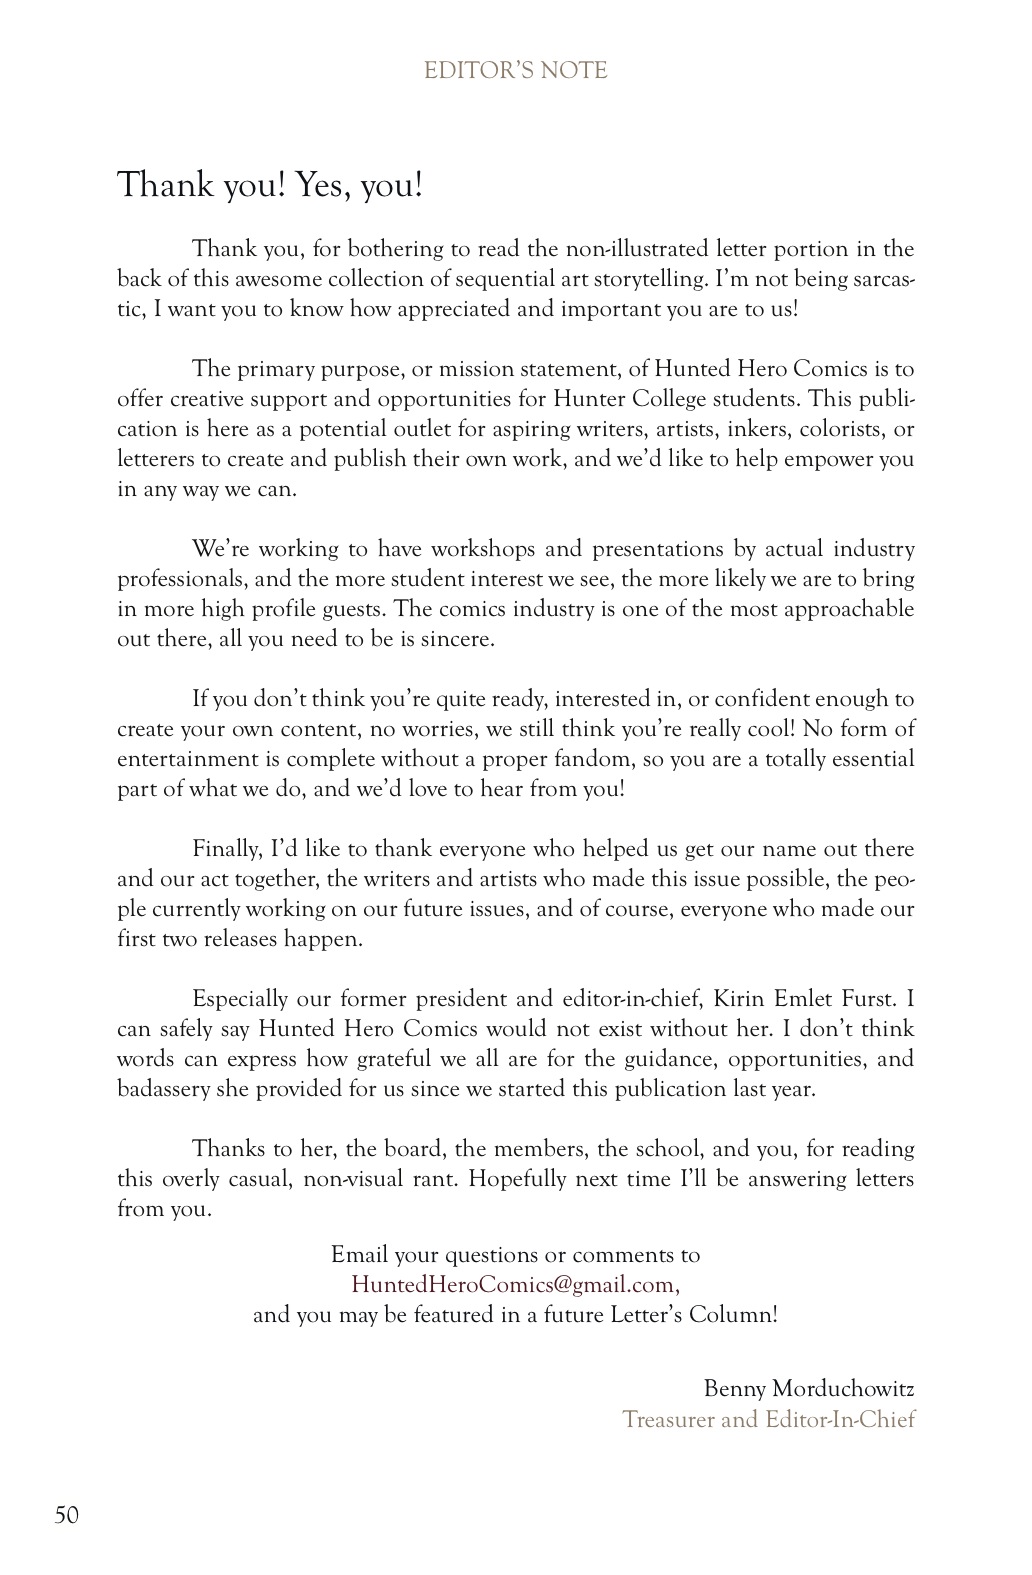 EDITOR'S NOTE
Thank you! Yes, you!
Thank you, for bothering to read the non-illustrated letter portion in the
back of this awesome collection of sequential art storytelling. I'm not being sarcas-
tic, I want you to know how appreciated and important you are to us!
The primary purpose, or mission statement, of Hunted Hero Comics is to
offer creative support and opportunities for Hunter College students. This publi-
cation is here as a potential outlet for aspiring writers, artists, inkers, colorists, or
letterers to create and publish their own work, and we'd like to help empower you
in any way we can.
We're working to have workshops and presentations by actual industry
professionals, and the more student interest we see, the more likely we are to bring
in more high profile guests. The comics industry is one of the most approachable
out there, all you need to be is sincere.
If you don't think you're quite ready, interested in, or confident enough to
create your own content, no worries, we still think you're really cool! No form of
entertainment is complete without a proper fandom, so you are a totally essential
part of what we do, and we'd love to hear from you!
Finally, I'd like to thank everyone who helped us get our name out there
and our act together, the writers and artists who made this issue possible, the peo-
ple currently working on our future issues, and of course, everyone who made our
first two releases happen.
Especially our former president and editor-in-chief, Kirin Emlet Furst. I
can safely say Hunted Hero Comics would not exist without her. I don't think
words can express how grateful we all are for the guidance, opportunities, and
badassery she provided for us since we started this publication last year.
Thanks to her, the board, the members, the school, and you, for reading
this overly casual, non-visual rant. Hopefully next time I'll be answering letters
from you.
Email your questions or comments to
HuntedHeroComics@gmail.com,
and you may be featured in a future Letter's Column!
Benny Morduchowitz
Treasurer and Editor-In-Chief
50